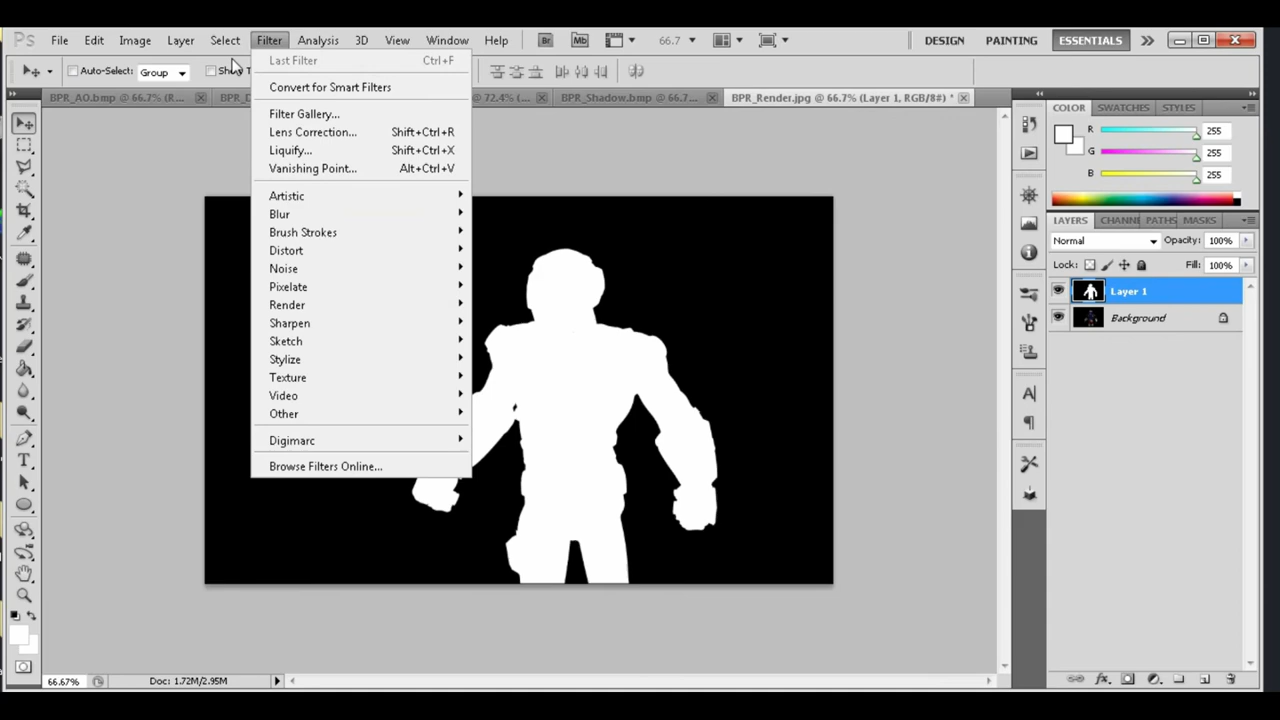 Ps File Edit Image Layer Select Filter Analysis 3D View Window Help Br Mb 66.7 DESIGN PAINTING ESSENTIALS
Auto-Select: Group
BPR_AO.bmp @ 66.7% (R... @ 72.4% (... BPR_Shadow.bmp @ 66.7... BPR_Render.jpg @ 66.7% (Layer 1, RGB/8#) *
Last Filter Ctrl+F
Convert for Smart Filters
Filter Gallery...
Lens Correction... Shift+Ctrl+R
Liquify... Shift+Ctrl+X
Vanishing Point... Alt+Ctrl+V
Artistic
Blur
Brush Strokes
Distort
Noise
Pixelate
Render
Sharpen
Sketch
Stylize
Texture
Video
Other
Digimarc
Browse Filters Online...
COLOR SWATCHES STYLES
R 255
G 255
B 255
LAYERS CHANNE PATHS MASKS
Normal Opacity: 100%
Lock: Fill: 100%
Layer 1
Background
66.67% Doc: 1.72M/2.95M